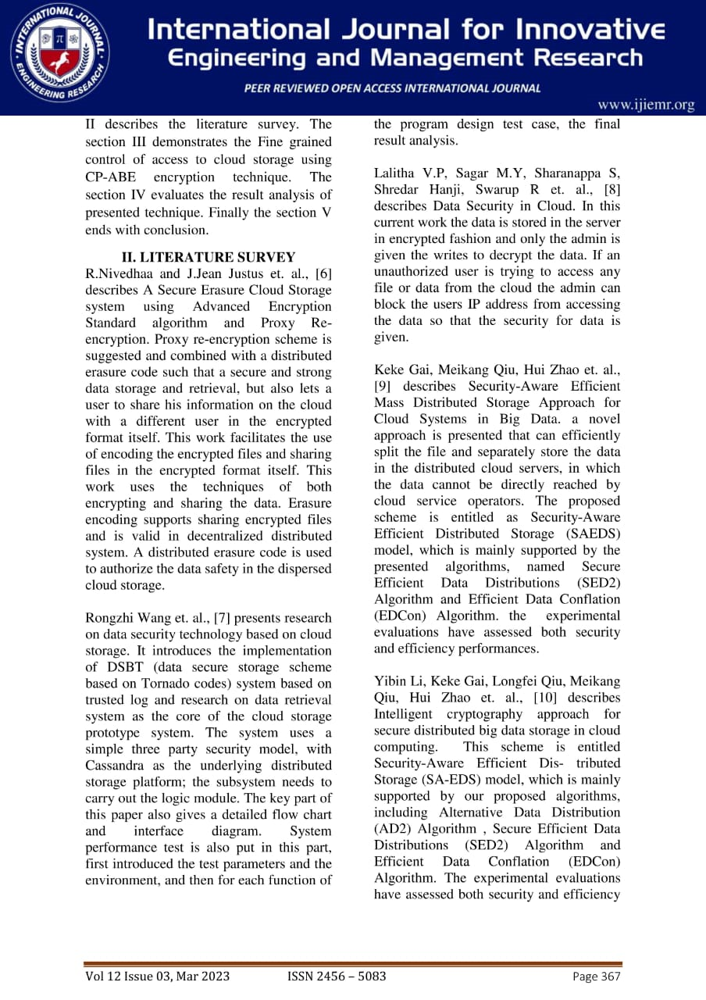 INTERNATIONAL JOURNAL
ENGINEERING RESEARCH
π
International Journal for Innovative
Engineering and Management Research
PEER REVIEWED OPEN ACCESS INTERNATIONAL JOURNAL
www.ijiemr.org
II describes the literature survey. The
section III demonstrates the Fine grained
control of access to cloud storage using
CP-ABE encryption technique. The
section IV evaluates the result analysis of
presented technique. Finally the section V
ends with conclusion.
II. LITERATURE SURVEY
R.Nivedhaa and J.Jean Justus et. al., [6]
describes A Secure Erasure Cloud Storage
system using Advanced Encryption
Standard algorithm and Proxy Re-
encryption. Proxy re-encryption scheme is
suggested and combined with a distributed
erasure code such that a secure and strong
data storage and retrieval, but also lets a
user to share his information on the cloud
with a different user in the encrypted
format itself. This work facilitates the use
of encoding the encrypted files and sharing
files in the encrypted format itself. This
work uses the techniques of both
encrypting and sharing the data. Erasure
encoding supports sharing encrypted files
and is valid in decentralized distributed
system. A distributed erasure code is used
to authorize the data safety in the dispersed
cloud storage.
Rongzhi Wang et. al., [7] presents research
on data security technology based on cloud
storage. It introduces the implementation
of DSBT (data secure storage scheme
based on Tornado codes) system based on
trusted log and research on data retrieval
system as the core of the cloud storage
prototype system. The system uses a
simple three party security model, with
Cassandra as the underlying distributed
storage platform; the subsystem needs to
carry out the logic module. The key part of
this paper also gives a detailed flow chart
and interface diagram. System
performance test is also put in this part,
first introduced the test parameters and the
environment, and then for each function of
the program design test case, the final
result analysis.
Lalitha V.P, Sagar M.Y, Sharanappa S,
Shredar Hanji, Swarup R et. al., [8]
describes Data Security in Cloud. In this
current work the data is stored in the server
in encrypted fashion and only the admin is
given the writes to decrypt the data. If an
unauthorized user is trying to access any
file or data from the cloud the admin can
block the users IP address from accessing
the data so that the security for data is
given.
Keke Gai, Meikang Qiu, Hui Zhao et. al.,
[9] describes Security-Aware Efficient
Mass Distributed Storage Approach for
Cloud Systems in Big Data. a novel
approach is presented that can efficiently
split the file and separately store the data
in the distributed cloud servers, in which
the data cannot be directly reached by
cloud service operators. The proposed
scheme is entitled as Security-Aware
Efficient Distributed Storage (SAEDS)
model, which is mainly supported by the
presented algorithms, named Secure
Efficient Data Distributions (SED2)
Algorithm and Efficient Data Conflation
(EDCon) Algorithm. the experimental
evaluations have assessed both security
and efficiency performances.
Yibin Li, Keke Gai, Longfei Qiu, Meikang
Qiu, Hui Zhao et. al., [10] describes
Intelligent cryptography approach for
secure distributed big data storage in cloud
computing. This scheme is entitled
Security-Aware Efficient Dis- tributed
Storage (SA-EDS) model, which is mainly
supported by our proposed algorithms,
including Alternative Data Distribution
(AD2) Algorithm , Secure Efficient Data
Distributions (SED2) Algorithm and
Efficient Data Conflation (EDCon)
Algorithm. The experimental evaluations
have assessed both security and efficiency
Vol 12 Issue 03, Mar 2023 ISSN 2456 – 5083 Page 367